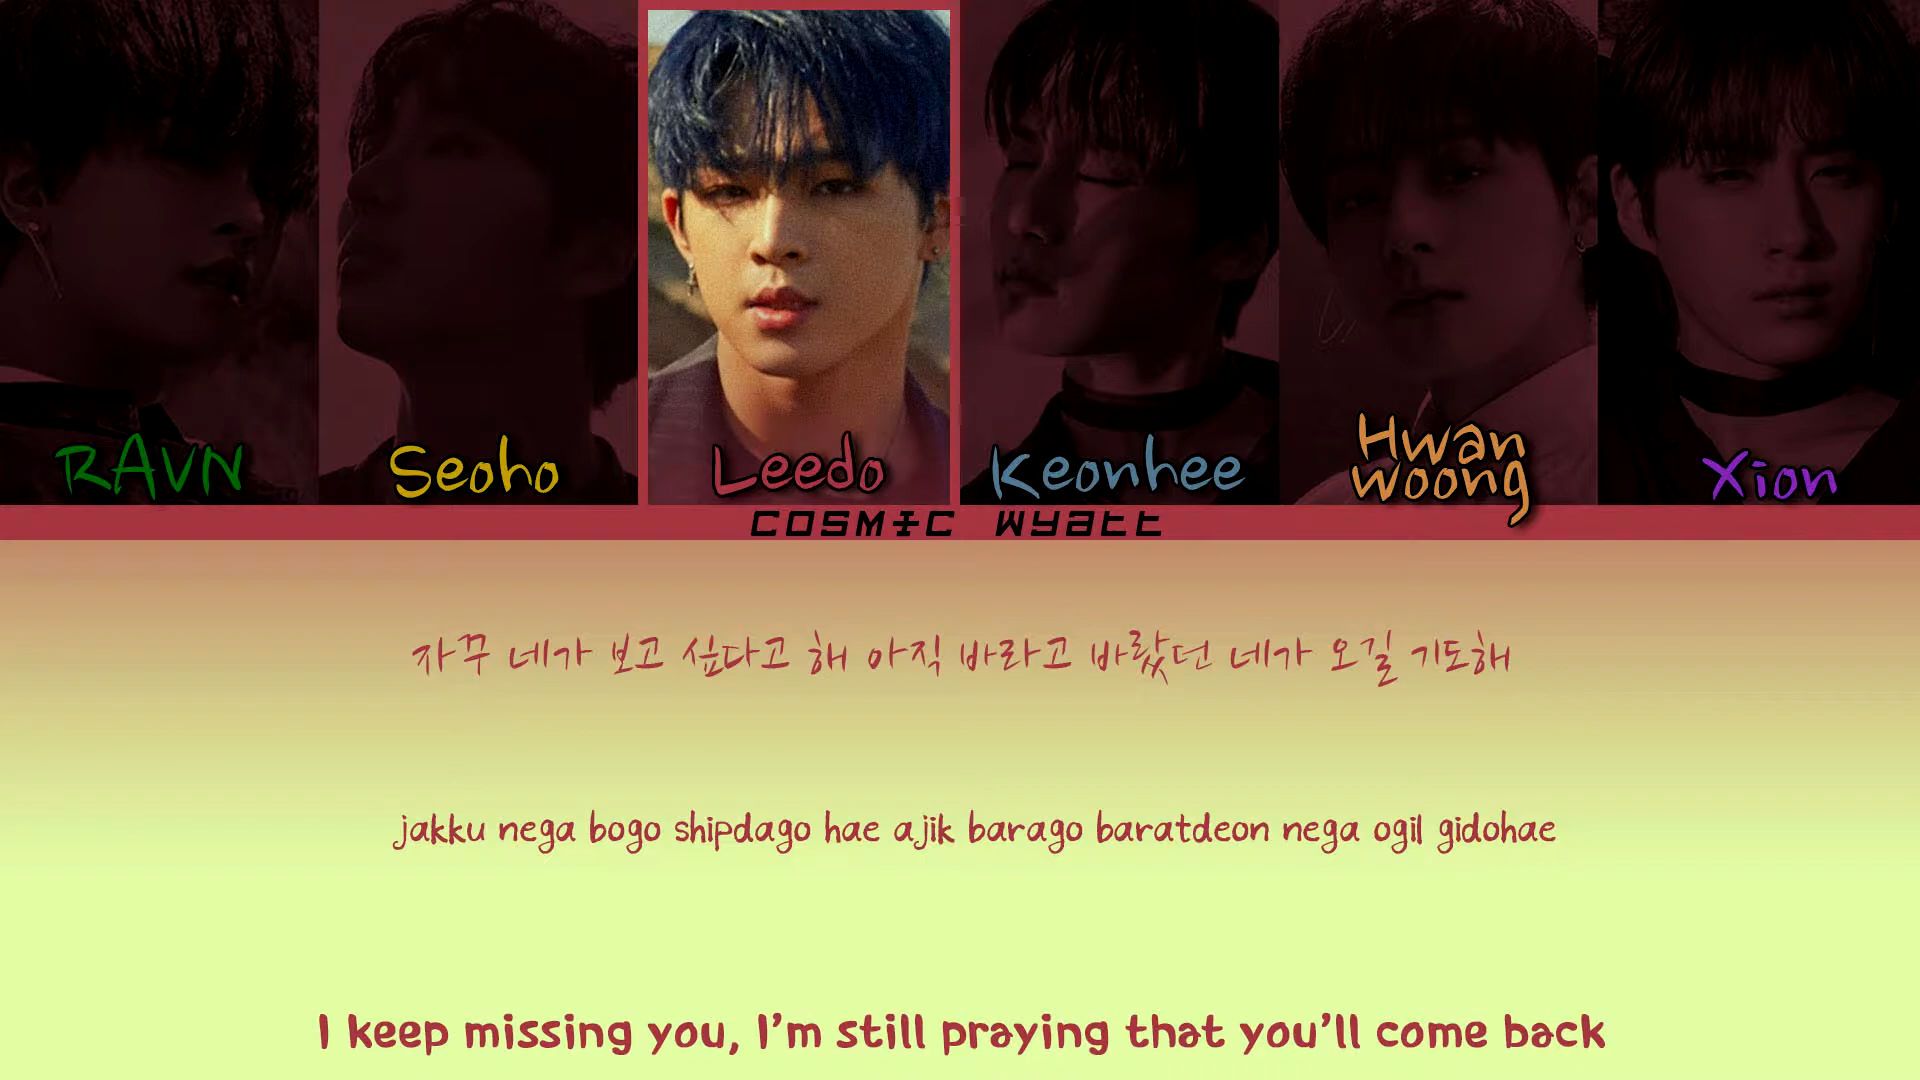 RAVN
Seoho
Leedo
Keonhee
Hwan
woong
Xion
COSMIC WYATT
자꾸 네가 보고 싶다고 해 아직 바라고 바랐던 네가 오길 기도해
jakku nega bogo shipdago hae ajik barago baratdeon nega ogil gidohae
I keep missing you, I'm still praying that you'll come back